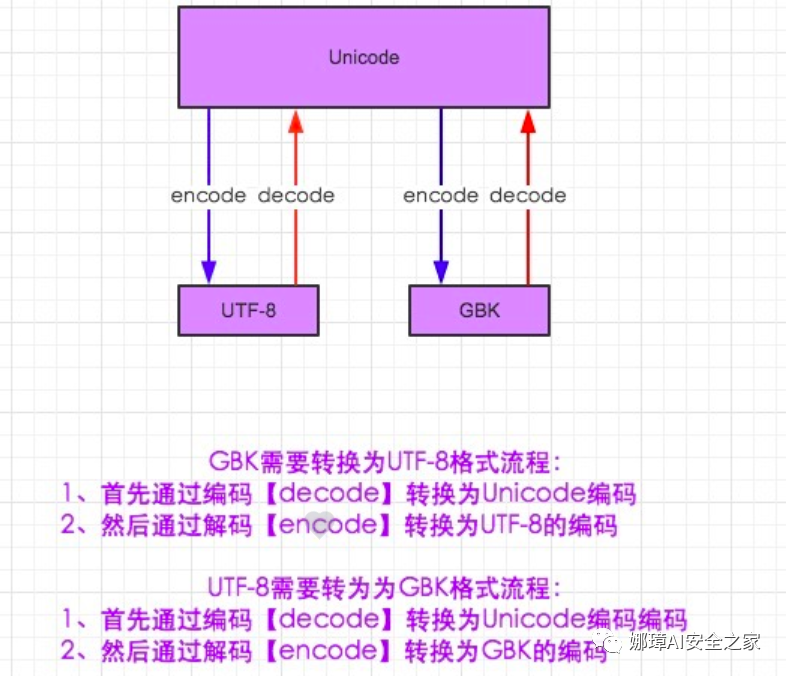 Unicode
encode decode encode decode
UTF-8 GBK
GBK需要转换为UTF-8格式流程：
1、首先通过编码【decode】转换为Unicode编码
2、然后通过解码【encode】转换为UTF-8的编码
UTF-8需要转为为GBK格式流程：
1、首先通过编码【decode】转换为Unicode编码编码
2、然后通过解码【encode】转换为GBK的编码
娜璋AI安全之家